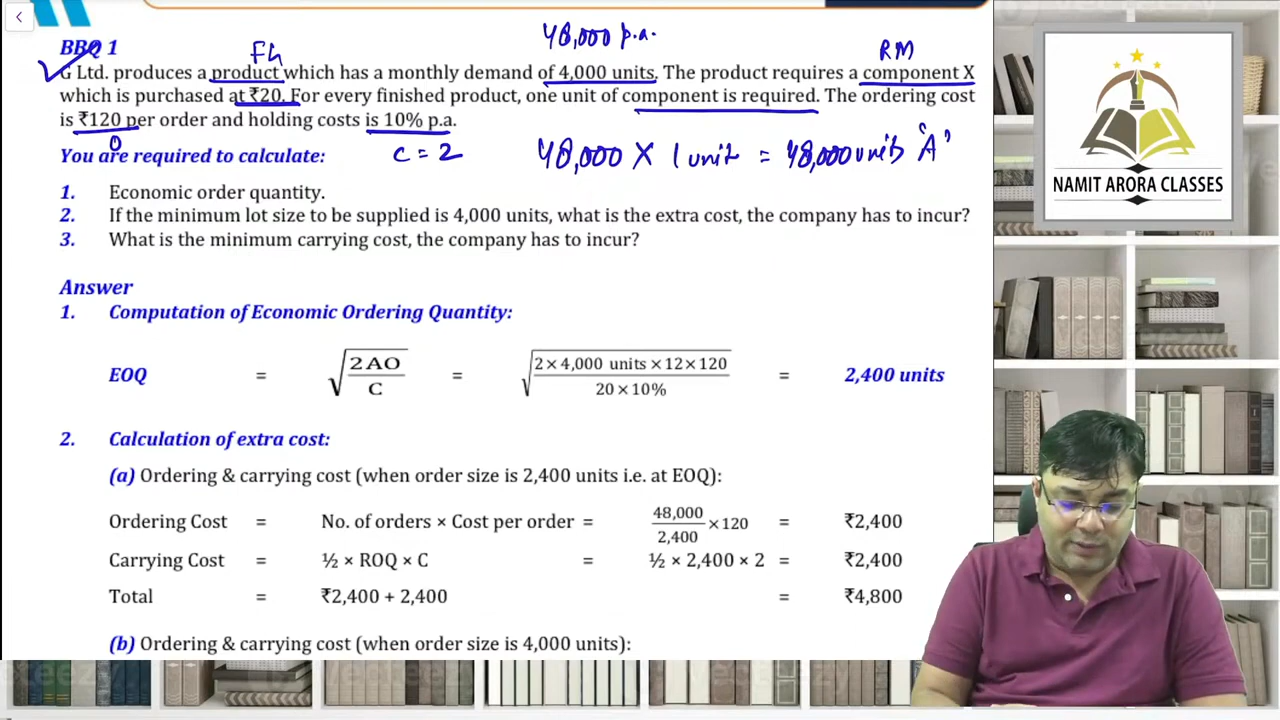 48,000 p.a.
BBQ 1
FG
RM
G Ltd. produces a product which has a monthly demand of 4,000 units. The product requires a component X
which is purchased at ₹20. For every finished product, one unit of component is required. The ordering cost
is ₹120 per order and holding costs is 10% p.a.
O
C = 2
48,000 X 1 unit = 48,000 units 'A'
You are required to calculate:
1. Economic order quantity.
2. If the minimum lot size to be supplied is 4,000 units, what is the extra cost, the company has to incur?
3. What is the minimum carrying cost, the company has to incur?
Answer
1. Computation of Economic Ordering Quantity:
EOQ = √(2AO / C) = √(2 × 4,000 units × 12 × 120 / 20 × 10%) = 2,400 units
2. Calculation of extra cost:
(a) Ordering & carrying cost (when order size is 2,400 units i.e. at EOQ):
Ordering Cost = No. of orders × Cost per order = 48,000 / 2,400 × 120 = ₹2,400
Carrying Cost = ½ × ROQ × C = ½ × 2,400 × 2 = ₹2,400
Total = ₹2,400 + 2,400 = ₹4,800
(b) Ordering & carrying cost (when order size is 4,000 units):
NAMIT ARORA CLASSES